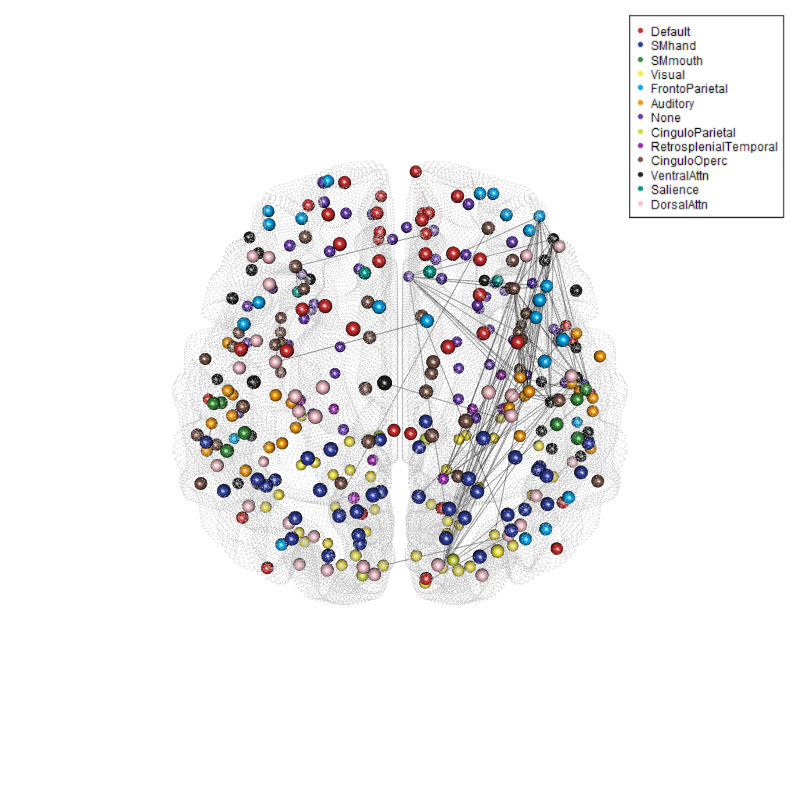 Default
SMhand
SMmouth
Visual
FrontoParietal
Auditory
None
CinguloParietal
RetrosplenialTemporal
CinguloOperc
VentralAttn
Salience
DorsalAttn